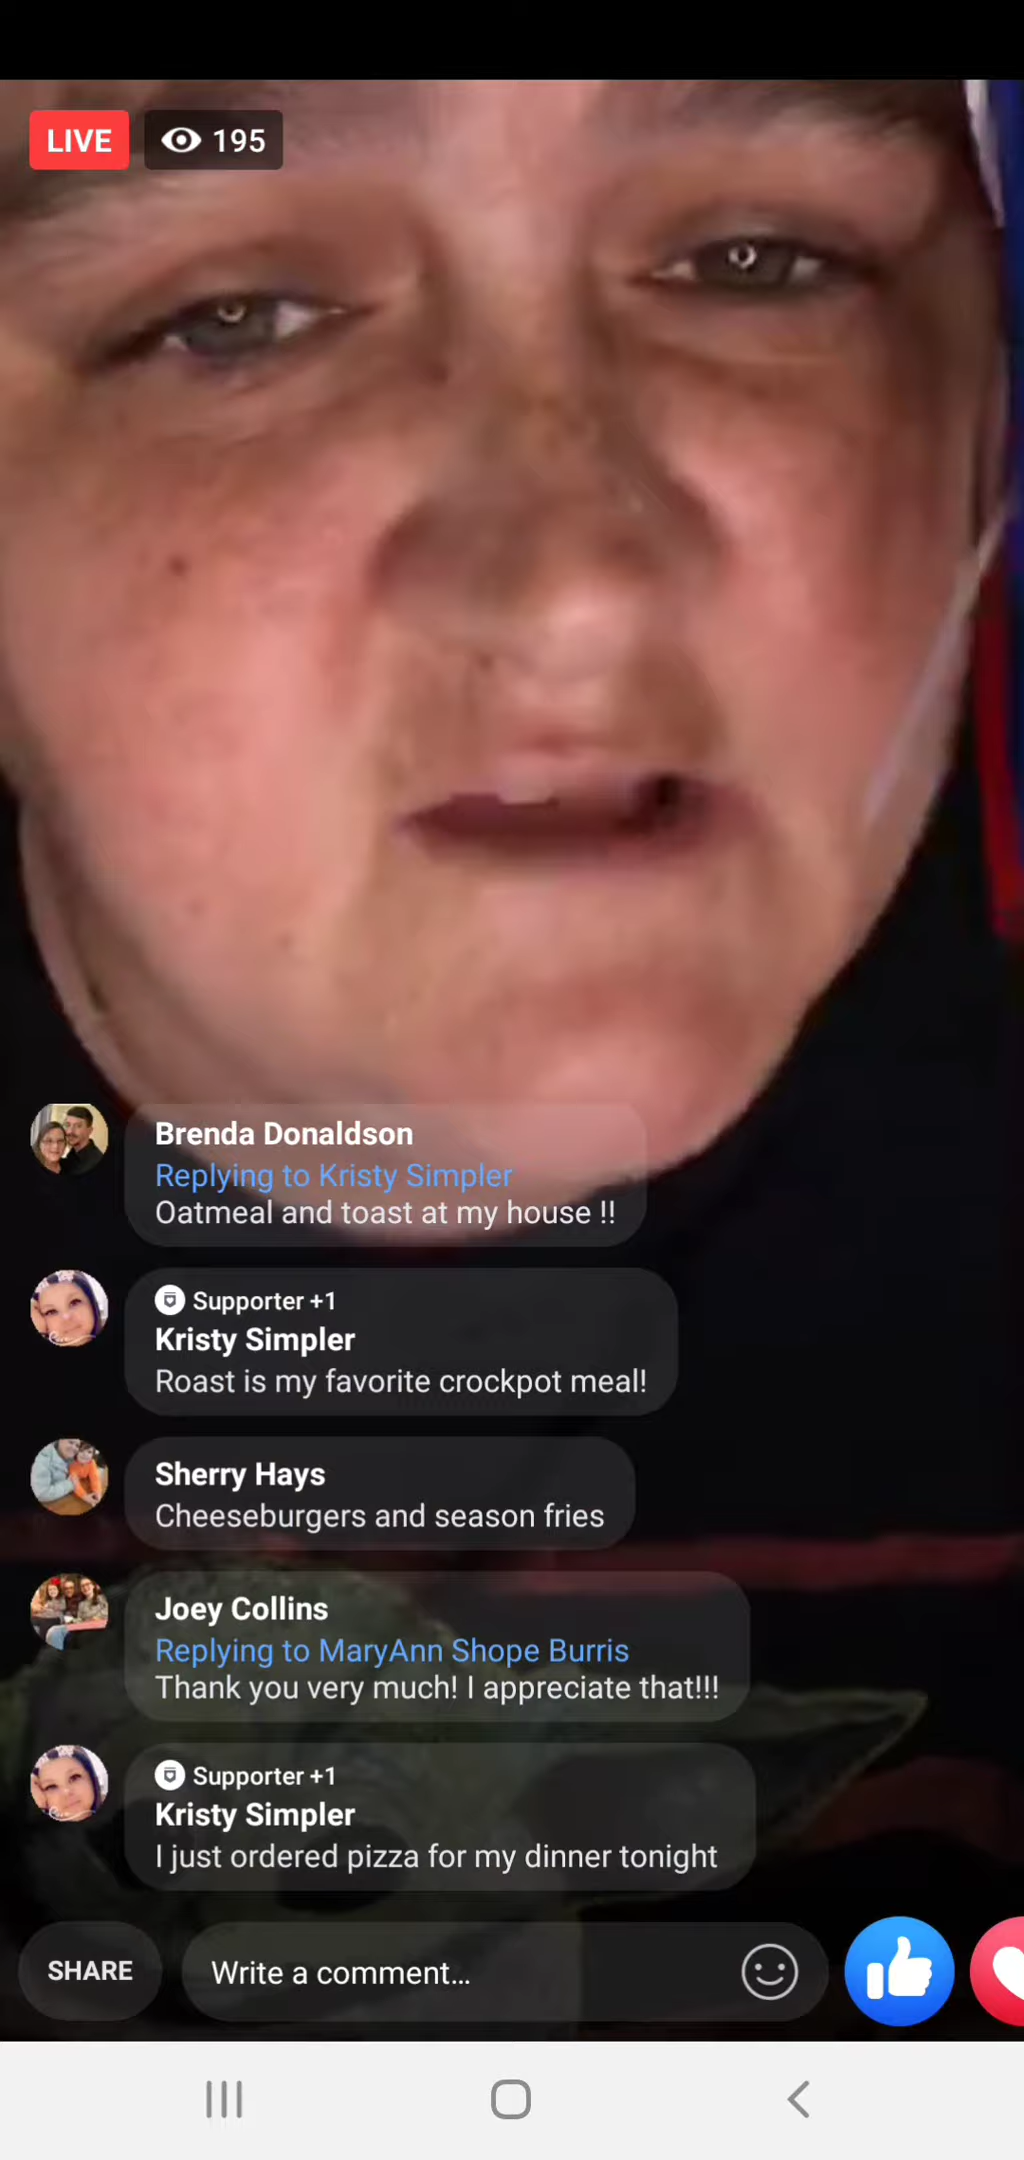 LIVE 195
Brenda Donaldson
Replying to Kristy Simpler
Oatmeal and toast at my house !!
Supporter +1
Kristy Simpler
Roast is my favorite crockpot meal!
Sherry Hays
Cheeseburgers and season fries
Joey Collins
Replying to MaryAnn Shope Burris
Thank you very much! I appreciate that!!!
Supporter +1
Kristy Simpler
I just ordered pizza for my dinner tonight
SHARE Write a comment...